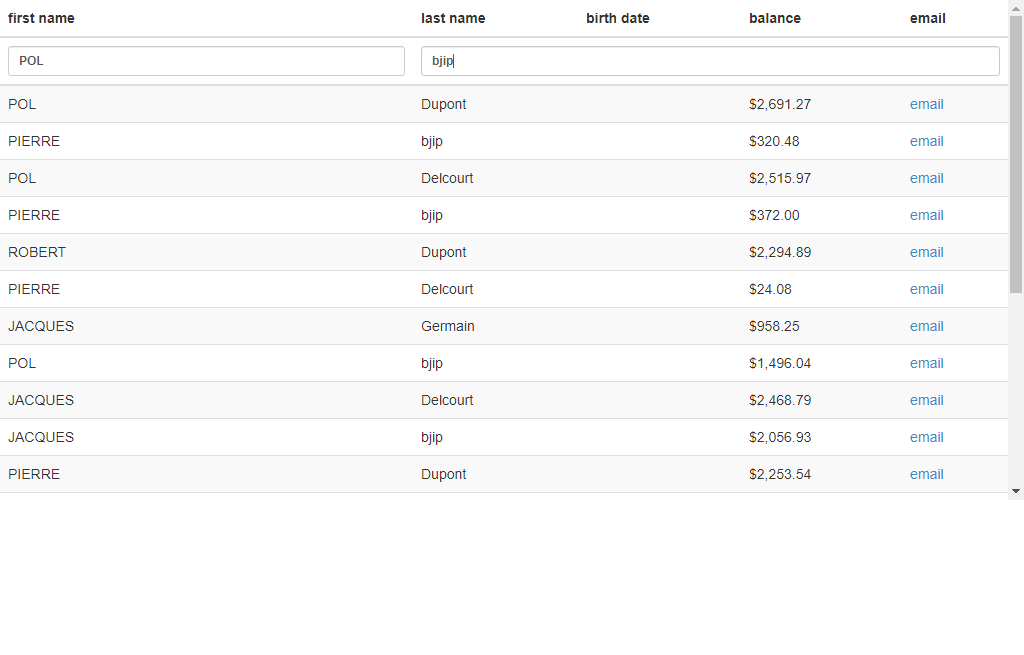 first name last name birth date balance email
POL bjip
POL Dupont $2,691.27 email
PIERRE bjip $320.48 email
POL Delcourt $2,515.97 email
PIERRE bjip $372.00 email
ROBERT Dupont $2,294.89 email
PIERRE Delcourt $24.08 email
JACQUES Germain $958.25 email
POL bjip $1,496.04 email
JACQUES Delcourt $2,468.79 email
JACQUES bjip $2,056.93 email
PIERRE Dupont $2,253.54 email